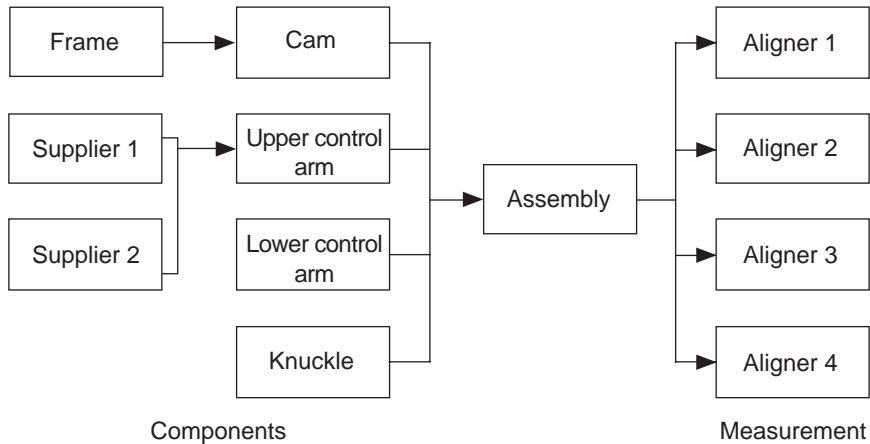 Frame
Cam
Aligner 1
Supplier 1
Upper control
arm
Aligner 2
Assembly
Supplier 2
Lower control
arm
Aligner 3
Knuckle
Aligner 4
Components
Measurement